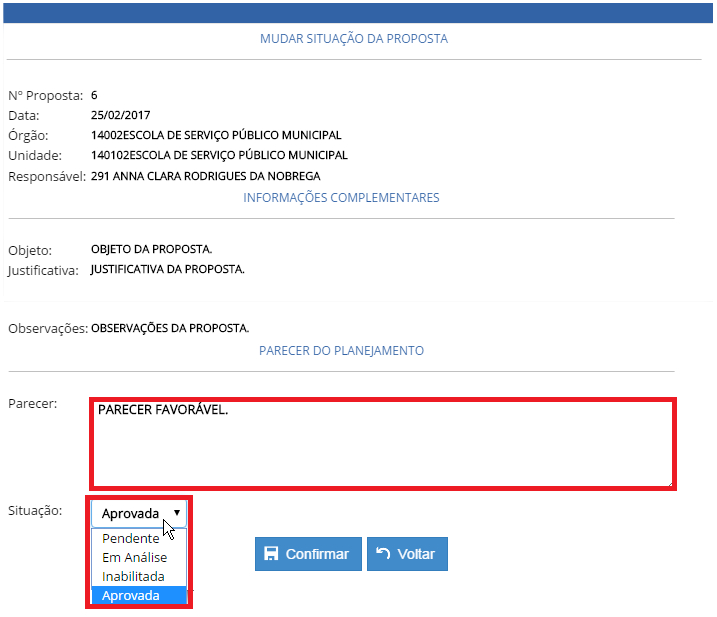 MUDAR SITUAÇÃO DA PROPOSTA
Nº Proposta: 6
Data: 25/02/2017
Órgão: 14002ESCOLA DE SERVIÇO PÚBLICO MUNICIPAL
Unidade: 140102ESCOLA DE SERVIÇO PÚBLICO MUNICIPAL
Responsável: 291 ANNA CLARA RODRIGUES DA NOBREGA
INFORMAÇÕES COMPLEMENTARES
Objeto: OBJETO DA PROPOSTA.
Justificativa: JUSTIFICATIVA DA PROPOSTA.
Observações: OBSERVAÇÕES DA PROPOSTA.
PARECER DO PLANEJAMENTO
Parecer: PARECER FAVORÁVEL.
Situação: Aprovada
Pendente
Em Análise
Inabilitada
Aprovada
Confirmar Voltar